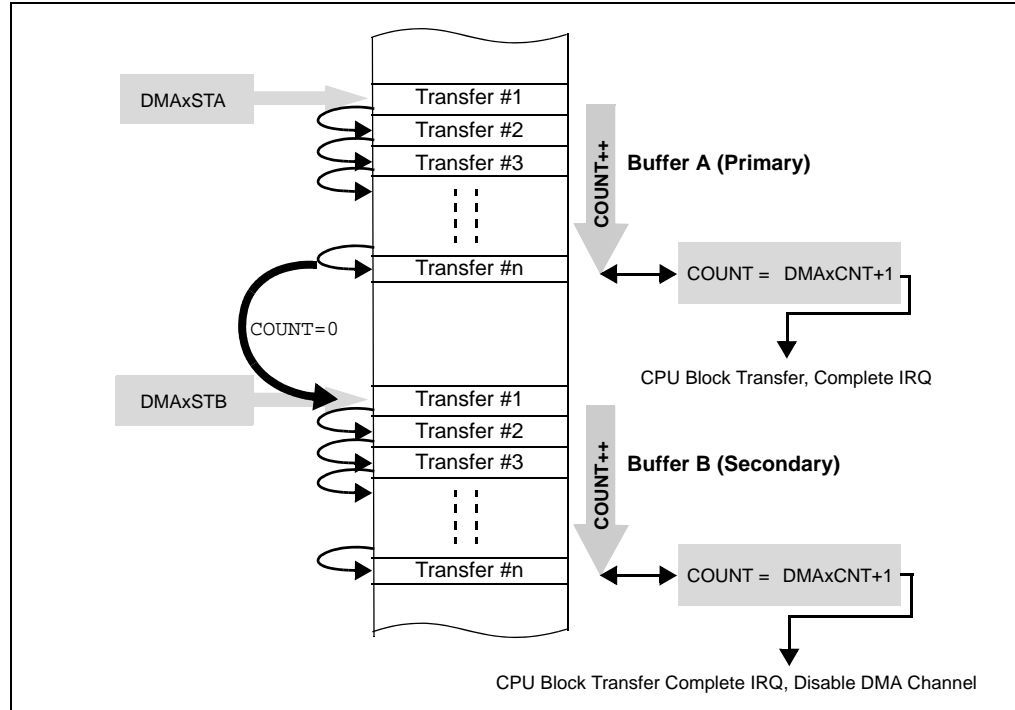 DMAxSTA
Transfer #1
Transfer #2
Transfer #3
Transfer #n
COUNT++
Buffer A (Primary)
COUNT = DMAxCNT+1
CPU Block Transfer, Complete IRQ
COUNT=0
DMAxSTB
Transfer #1
Transfer #2
Transfer #3
Transfer #n
COUNT++
Buffer B (Secondary)
COUNT = DMAxCNT+1
CPU Block Transfer Complete IRQ, Disable DMA Channel